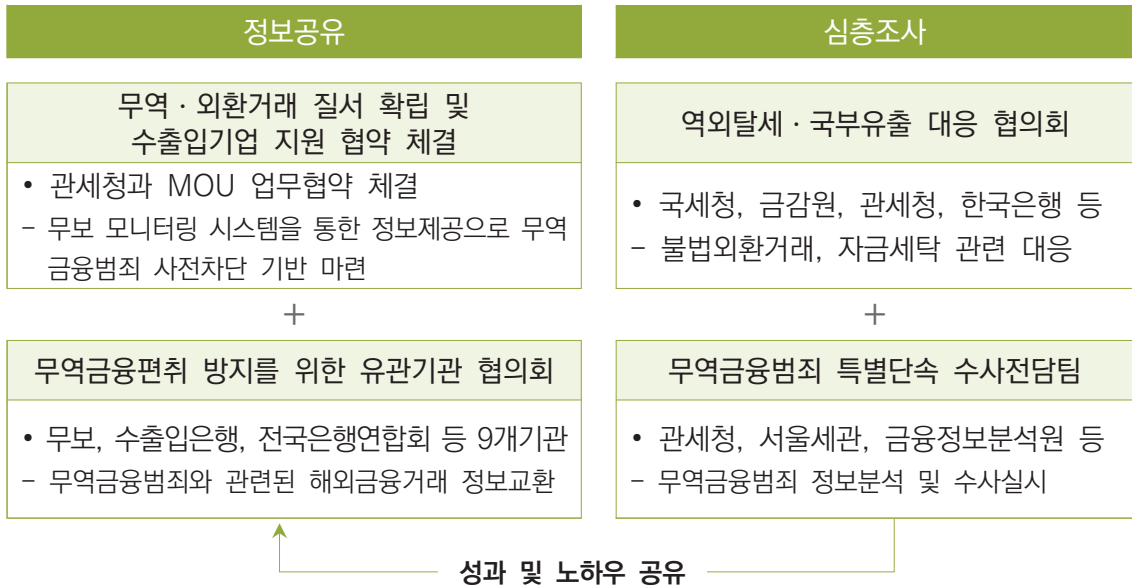 정보공유
무역·외환거래 질서 확립 및
수출입기업 지원 협약 체결
• 관세청과 MOU 업무협약 체결
– 무보 모니터링 시스템을 통한 정보제공으로 무역
금융범죄 사전차단 기반 마련
+
무역금융편취 방지를 위한 유관기관 협의회
• 무보, 수출입은행, 전국은행연합회 등 9개기관
– 무역금융범죄와 관련된 해외금융거래 정보교환
심층조사
역외탈세·국부유출 대응 협의회
• 국세청, 금감원, 관세청, 한국은행 등
– 불법외환거래, 자금세탁 관련 대응
+
무역금융범죄 특별단속 수사전담팀
• 관세청, 서울세관, 금융정보분석원 등
– 무역금융범죄 정보분석 및 수사실시
성과 및 노하우 공유